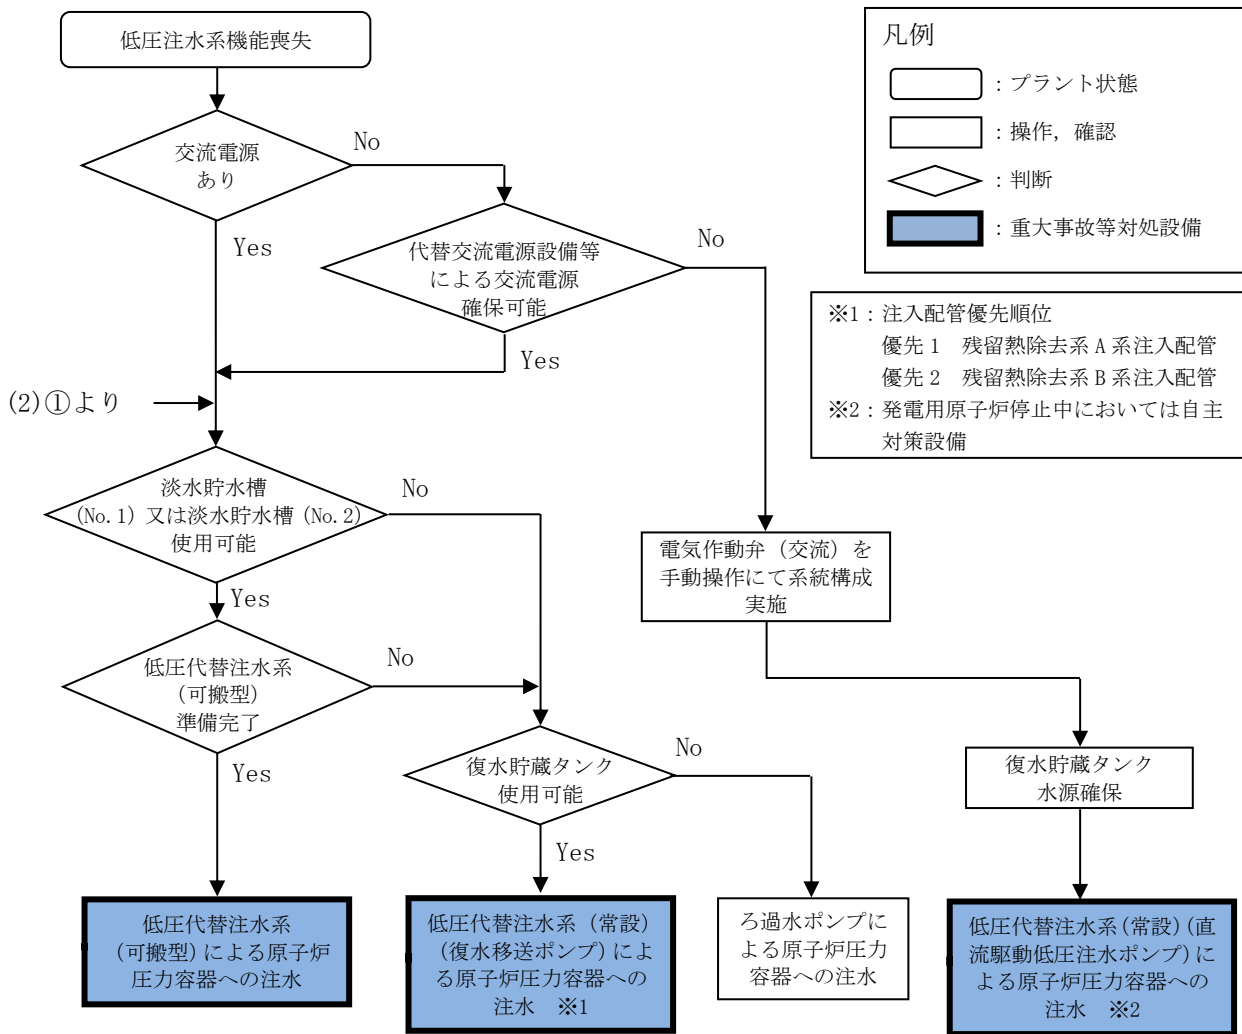 低圧注水系機能喪失
交流電源
あり
No
Yes
代替交流電源設備等
による交流電源
確保可能
No
Yes
(2)①より
淡水貯水槽
(No.1) 又は淡水貯水槽 (No.2)
使用可能
No
Yes
低圧代替注水系
(可搬型)
準備完了
No
Yes
復水貯蔵タンク
使用可能
No
Yes
電気作動弁（交流）を
手動操作にて系統構成
実施
復水貯蔵タンク
水源確保
低圧代替注水系
(可搬型)による原子炉
圧力容器への注水
低圧代替注水系（常設）
(復水移送ポンプ)によ
る原子炉圧力容器への
注水　※1
ろ過水ポンプに
よる原子炉圧力
容器への注水
低圧代替注水系(常設)(直
流駆動低圧注水ポンプ)に
よる原子炉圧力容器への
注水　※2
凡例
：プラント状態
：操作，確認
：判断
：重大事故等対処設備
※1：注入配管優先順位
優先1　残留熱除去系A系注入配管
優先2　残留熱除去系B系注入配管
※2：発電用原子炉停止中においては自主
対策設備